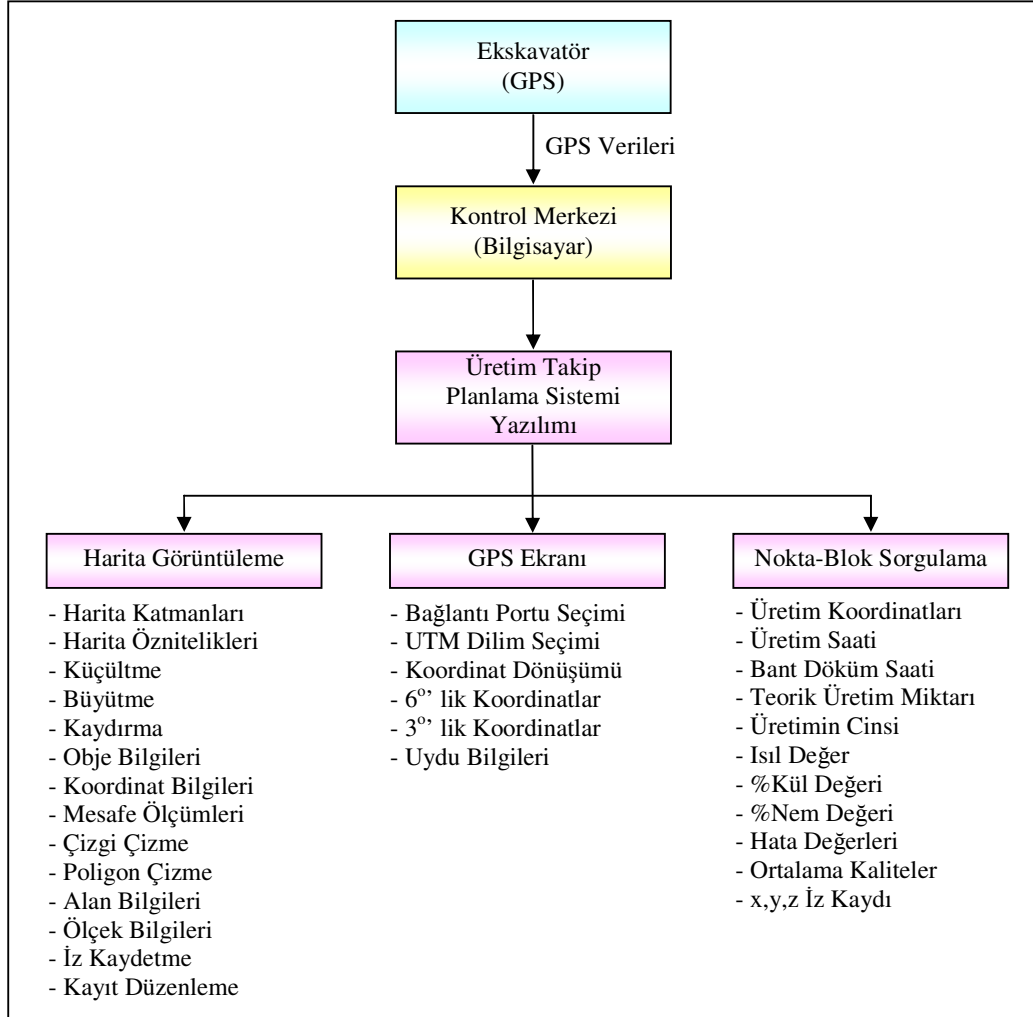 Ekskavatör
(GPS)
GPS Verileri
Kontrol Merkezi
(Bilgisayar)
Üretim Takip
Planlama Sistemi
Yazılımı
Harita Görüntüleme
- Harita Katmanları
- Harita Öznitelikleri
- Küçültme
- Büyütme
- Kaydırma
- Obje Bilgileri
- Koordinat Bilgileri
- Mesafe Ölçümleri
- Çizgi Çizme
- Poligon Çizme
- Alan Bilgileri
- Ölçek Bilgileri
- İz Kaydetme
- Kayıt Düzenleme
GPS Ekranı
- Bağlantı Portu Seçimi
- UTM Dilim Seçimi
- Koordinat Dönüşümü
- 6º’ lik Koordinatlar
- 3º’ lik Koordinatlar
- Uydu Bilgileri
Nokta-Blok Sorgulama
- Üretim Koordinatları
- Üretim Saati
- Bant Döküm Saati
- Teorik Üretim Miktarı
- Üretimin Cinsi
- Isıl Değer
- %Kül Değeri
- %Nem Değeri
- Hata Değerleri
- Ortalama Kaliteler
- x,y,z İz Kaydı